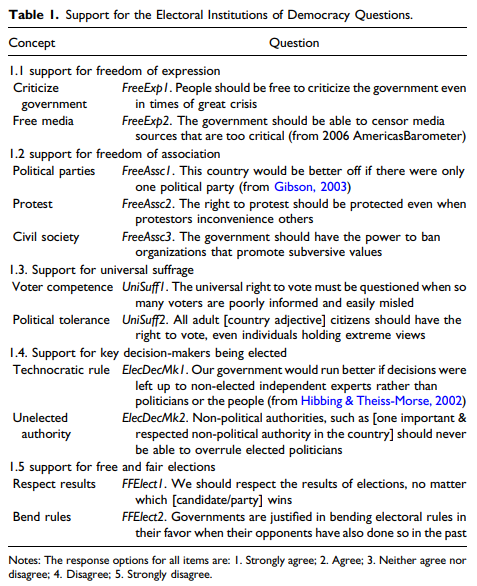 Table 1. Support for the Electoral Institutions of Democracy Questions.
Concept Question
1.1 support for freedom of expression
Criticize government FreeExp1. People should be free to criticize the government even
in times of great crisis
Free media FreeExp2. The government should be able to censor media
sources that are too critical (from 2006 AmericasBarometer)
1.2 support for freedom of association
Political parties FreeAssc1. This country would be better off if there were only
one political party (from Gibson, 2003)
Protest FreeAssc2. The right to protest should be protected even when
protestors inconvenience others
Civil society FreeAssc3. The government should have the power to ban
organizations that promote subversive values
1.3. Support for universal suffrage
Voter competence UniSuff1. The universal right to vote must be questioned when so
many voters are poorly informed and easily misled
Political tolerance UniSuff2. All adult [country adjective] citizens should have the
right to vote, even individuals holding extreme views
1.4. Support for key decision-makers being elected
Technocratic rule ElecDecMk1. Our government would run better if decisions were
left up to non-elected independent experts rather than
politicians or the people (from Hibbing & Theiss-Morse, 2002)
Unelected authority ElecDecMk2. Non-political authorities, such as [one important &
respected non-political authority in the country] should never
be able to overrule elected politicians
1.5 support for free and fair elections
Respect results FFElect1. We should respect the results of elections, no matter
which [candidate/party] wins
Bend rules FFElect2. Governments are justified in bending electoral rules in
their favor when their opponents have also done so in the past
Notes: The response options for all items are: 1. Strongly agree; 2. Agree; 3. Neither agree nor
disagree; 4. Disagree; 5. Strongly disagree.